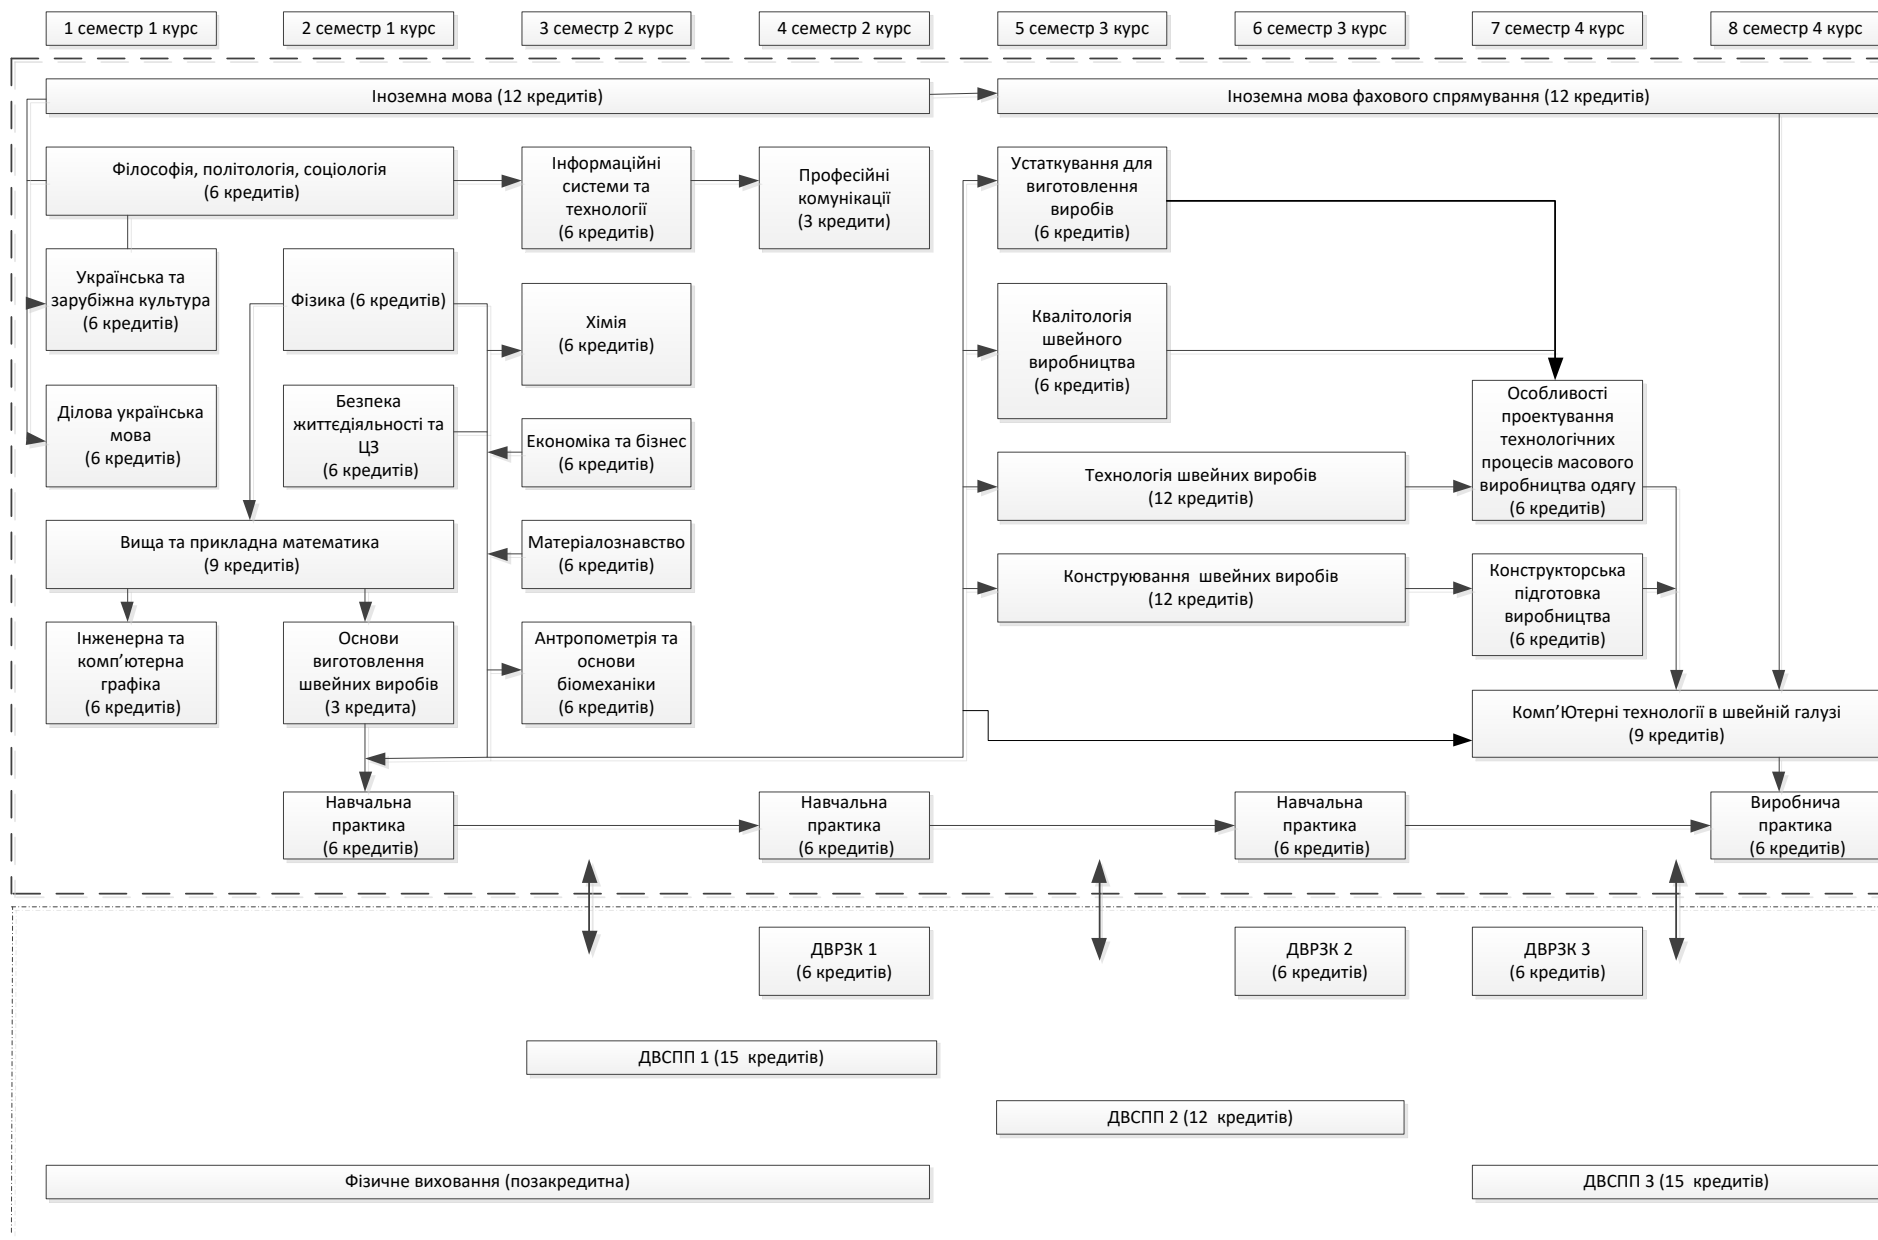 1 семестр 1 курс
2 семестр 1 курс
3 семестр 2 курс
4 семестр 2 курс
5 семестр 3 курс
6 семестр 3 курс
7 семестр 4 курс
8 семестр 4 курс
Іноземна мова (12 кредитів)
Іноземна мова фахового спрямування (12 кредитів)
Філософія, політологія, соціологія
(6 кредитів)
Інформаційні
системи та
технології
(6 кредитів)
Професійні
комунікації
(3 кредити)
Устаткування для
виготовлення
виробів
(6 кредитів)
Українська та
зарубіжна культура
(6 кредитів)
Фізика (6 кредитів)
Хімія
(6 кредитів)
Квалітологія
швейного
виробництва
(6 кредитів)
Ділова українська
мова
(6 кредитів)
Безпека
життєдіяльності та
ЦЗ
(6 кредитів)
Економіка та бізнес
(6 кредитів)
Технологія швейних виробів
(12 кредитів)
Особливості
проектування
технологічних
процесів масового
виробництва одягу
(6 кредитів)
Вища та прикладна математика
(9 кредитів)
Матеріалознавство
(6 кредитів)
Конструювання  швейних виробів
(12 кредитів)
Конструкторська
підготовка
виробництва
(6 кредитів)
Інженерна та
комп’ютерна
графіка
(6 кредитів)
Основи
виготовлення
швейних виробів
(3 кредита)
Антропометрія та
основи
біомеханіки
(6 кредитів)
Комп’Ютерні технології в швейній галузі
(9 кредитів)
Навчальна
практика
(6 кредитів)
Навчальна
практика
(6 кредитів)
Навчальна
практика
(6 кредитів)
Виробнича
практика
(6 кредитів)
ДВРЗК 1
(6 кредитів)
ДВРЗК 2
(6 кредитів)
ДВРЗК 3
(6 кредитів)
ДВСПП 1 (15  кредитів)
ДВСПП 2 (12  кредитів)
Фізичне виховання (позакредитна)
ДВСПП 3 (15  кредитів)